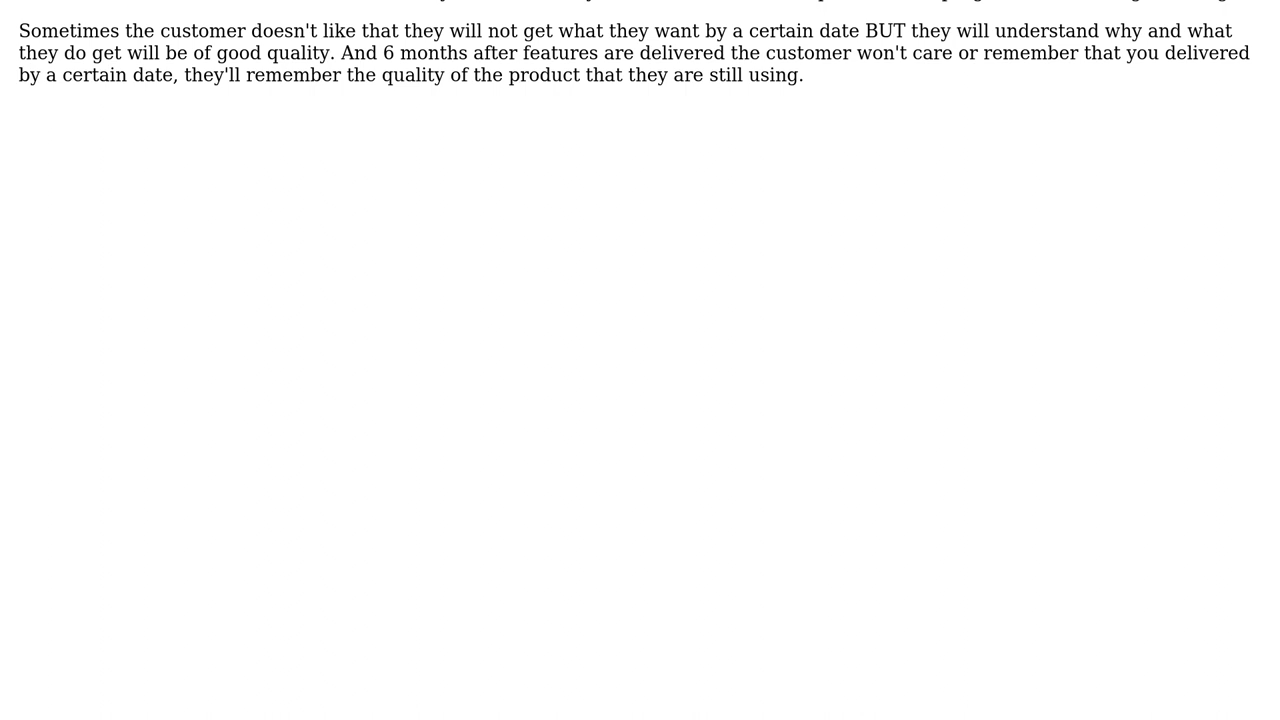 Sometimes the customer doesn't like that they will not get what they want by a certain date BUT they will understand why and what
they do get will be of good quality. And 6 months after features are delivered the customer won't care or remember that you delivered
by a certain date, they'll remember the quality of the product that they are still using.